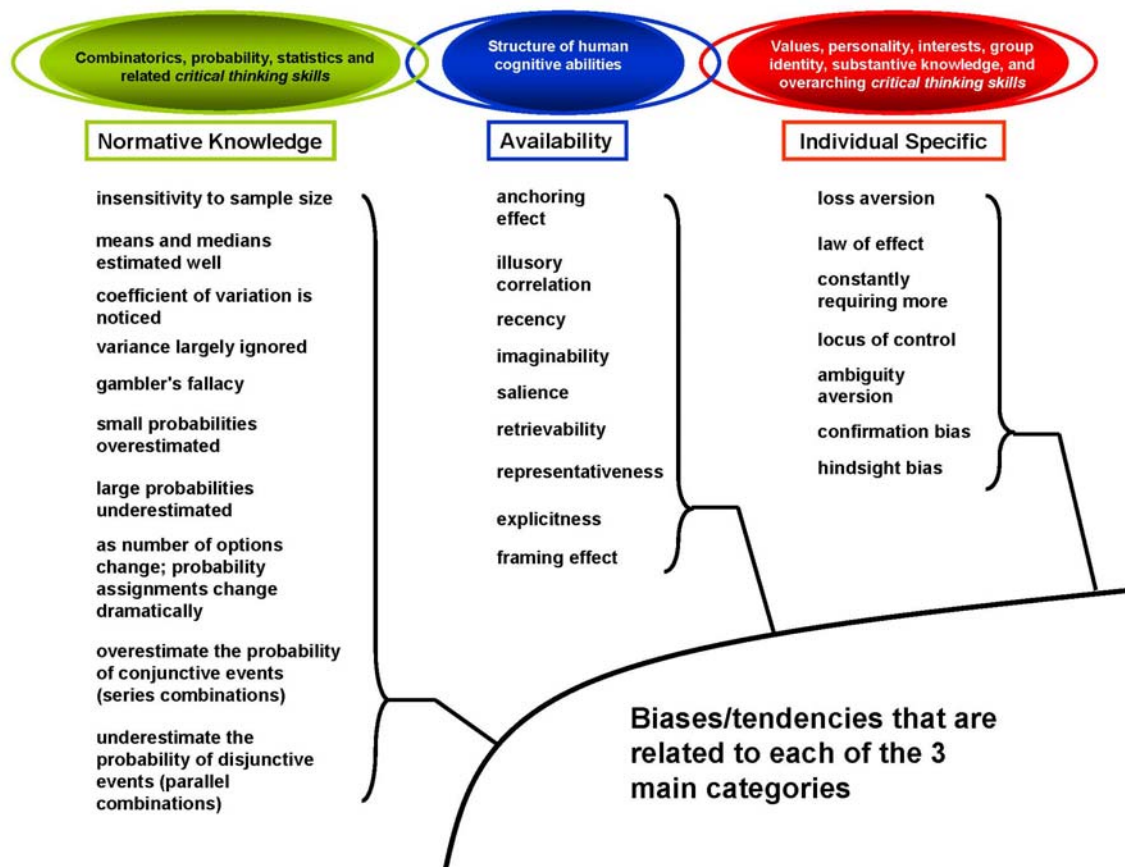 Combinatorics, probability, statistics and
related critical thinking skills
Structure of human
cognitive abilities
Values, personality, interests, group
identity, substantive knowledge, and
overarching critical thinking skills
Normative Knowledge
Availability
Individual Specific
insensitivity to sample size
means and medians
estimated well
coefficient of variation is
noticed
variance largely ignored
gambler's fallacy
small probabilities
overestimated
large probabilities
underestimated
as number of options
change; probability
assignments change
dramatically
overestimate the probability
of conjunctive events
(series combinations)
underestimate the
probability of disjunctive
events (parallel
combinations)
anchoring
effect
illusory
correlation
recency
imaginability
salience
retrievability
representativeness
explicitness
framing effect
loss aversion
law of effect
constantly
requiring more
locus of control
ambiguity
aversion
confirmation bias
hindsight bias
Biases/tendencies that are
related to each of the 3
main categories